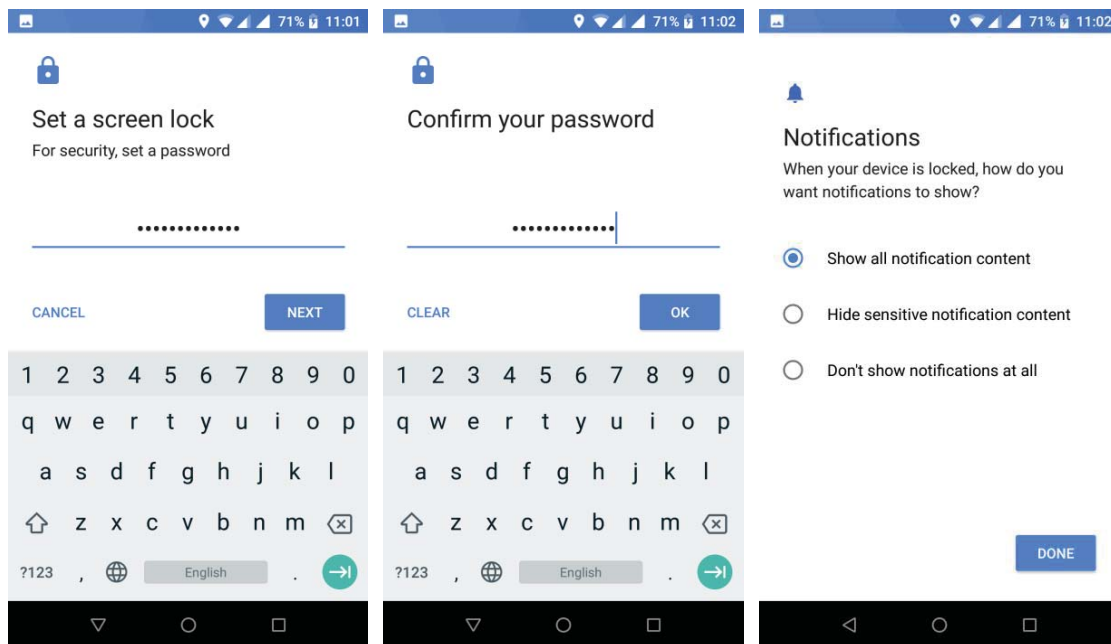 71% 11:01
Set a screen lock
For security, set a password
•••••••••••••
CANCEL NEXT
1 2 3 4 5 6 7 8 9 0
q w e r t y u i o p
a s d f g h j k l
z x c v b n m
?123 , English .
71% 11:02
Confirm your password
•••••••••••••
CLEAR OK
1 2 3 4 5 6 7 8 9 0
q w e r t y u i o p
a s d f g h j k l
z x c v b n m
?123 , English .
71% 11:02
Notifications
When your device is locked, how do you
want notifications to show?
Show all notification content
Hide sensitive notification content
Don't show notifications at all
DONE